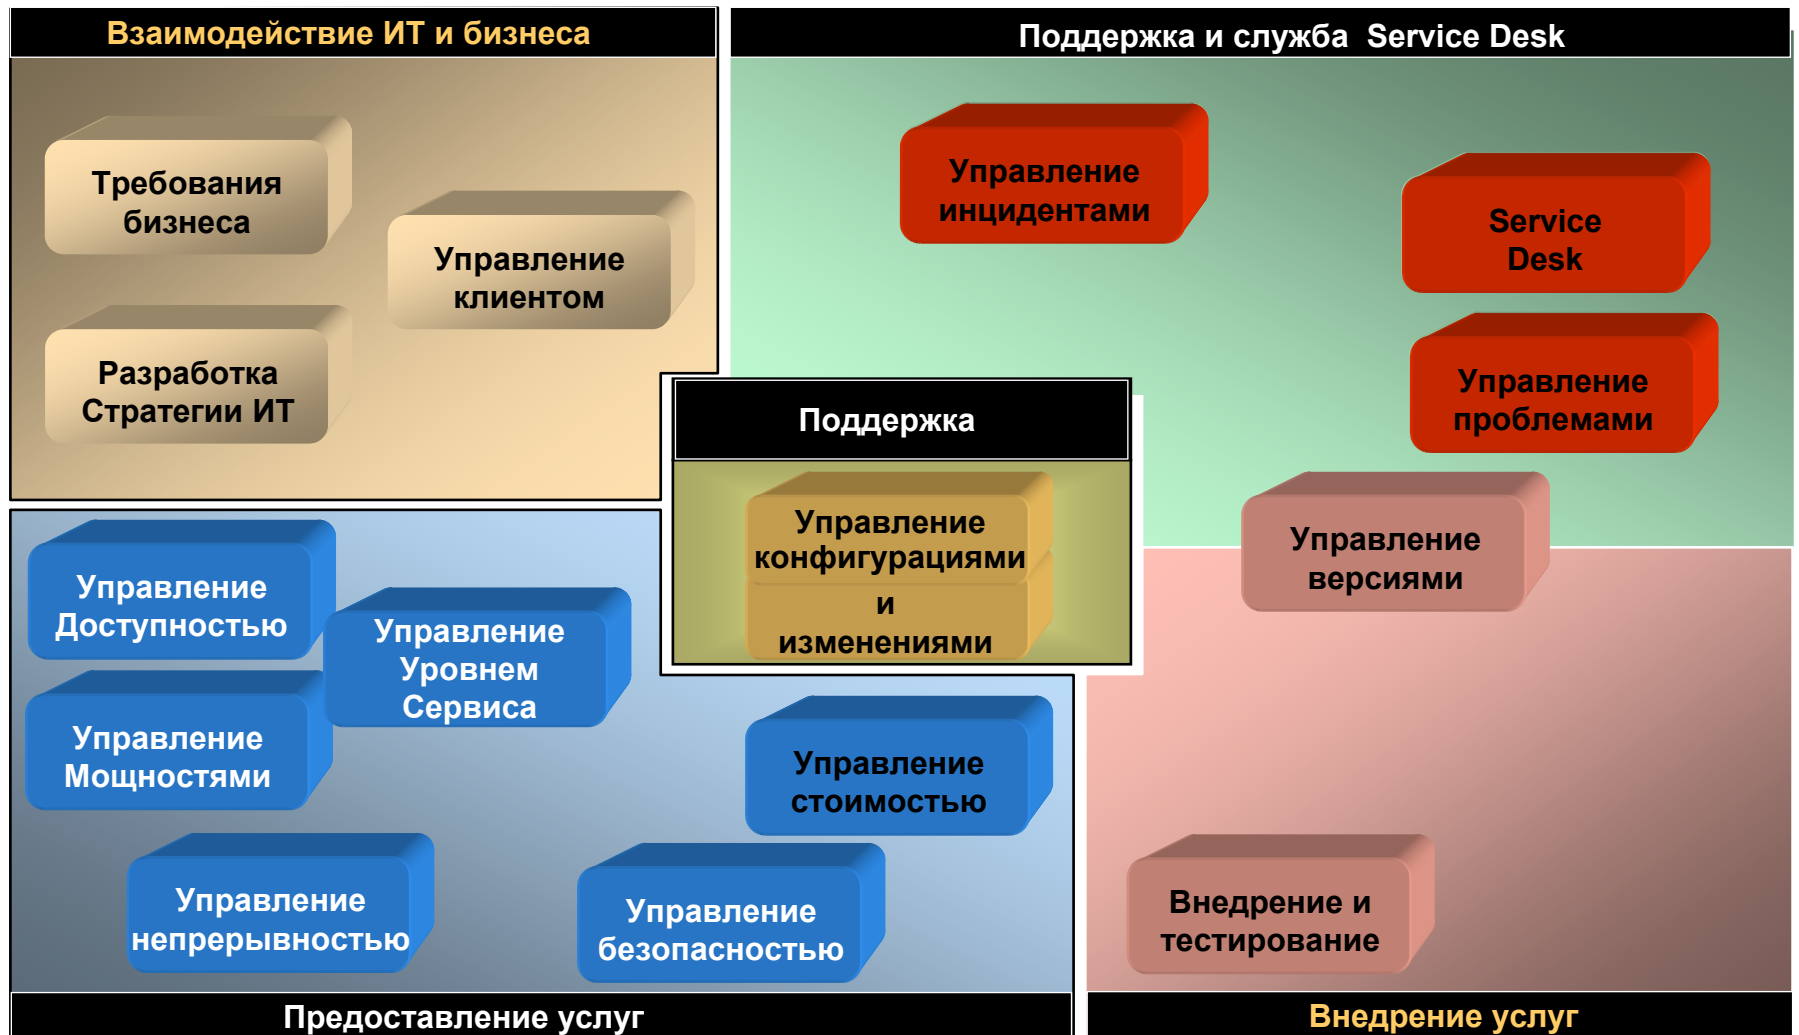 Взаимодействие ИТ и бизнеса
Требования
бизнеса
Управление
клиентом
Разработка
Стратегии ИТ
Поддержка и служба Service Desk
Управление
инцидентами
Service
Desk
Управление
проблемами
Поддержка
Управление
конфигурациями
и
изменениями
Управление
версиями
Внедрение и
тестирование
Внедрение услуг
Управление
Доступностью
Управление
Уровнем
Сервиса
Управление
Мощностями
Управление
стоимостью
Управление
непрерывностью
Управление
безопасностью
Предоставление услуг